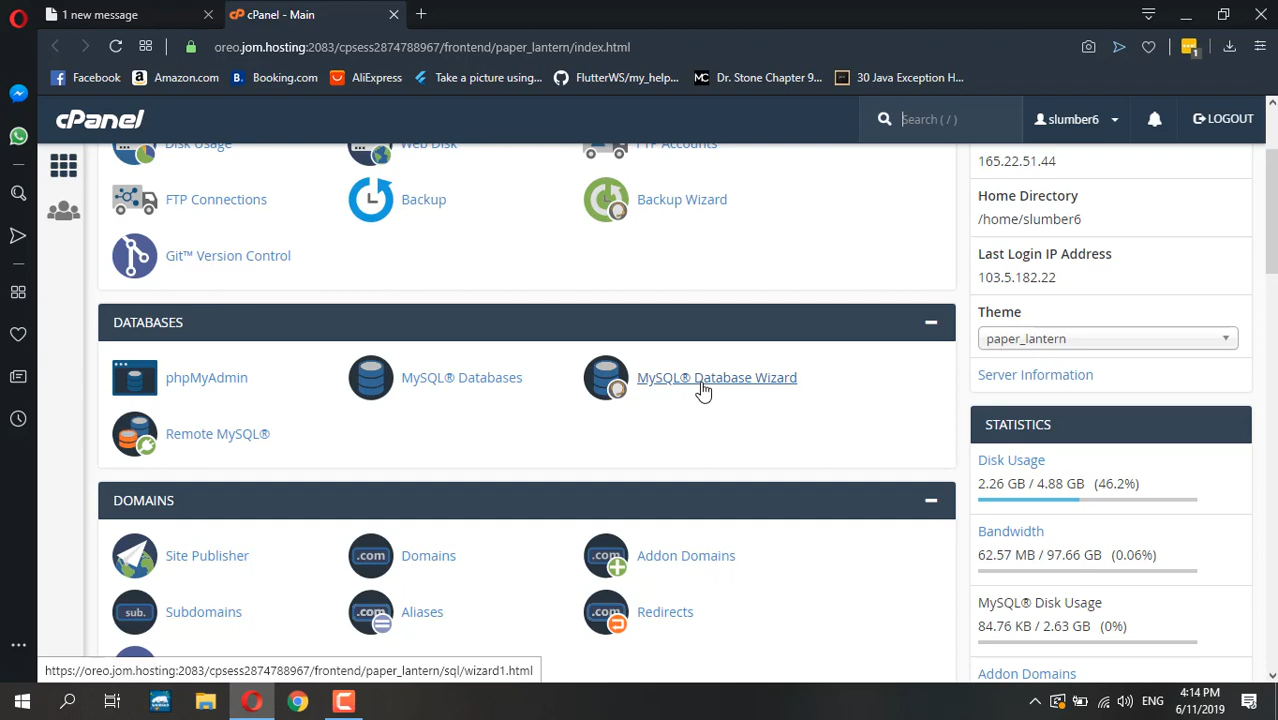 1 new message
cPanel - Main
oreo.jom.hosting:2083/cpsess2874788967/frontend/paper_lantern/index.html
1
Facebook
Amazon.com
Booking.com
AliExpress
Take a picture using...
FlutterWS/my_help...
Dr. Stone Chapter 9...
30 Java Exception H...
cPanel
Search ( / )
slumber6
LOGOUT
Disk Usage
Web Disk
FTP Accounts
FTP Connections
Backup
Backup Wizard
Git™ Version Control
DATABASES
phpMyAdmin
MySQL® Databases
MySQL® Database Wizard
Remote MySQL®
DOMAINS
Site Publisher
.com
Domains
.com
Addon Domains
sub.
Subdomains
.com
Aliases
.com
Redirects
165.22.51.44
Home Directory
/home/slumber6
Last Login IP Address
103.5.182.22
Theme
paper_lantern
Server Information
STATISTICS
Disk Usage
2.26 GB / 4.88 GB (46.2%)
Bandwidth
62.57 MB / 97.66 GB (0.06%)
MySQL® Disk Usage
84.76 KB / 2.63 GB (0%)
Addon Domains
https://oreo.jom.hosting:2083/cpsess2874788967/frontend/paper_lantern/sql/wizard1.html
ENG
4:14 PM
6/11/2019